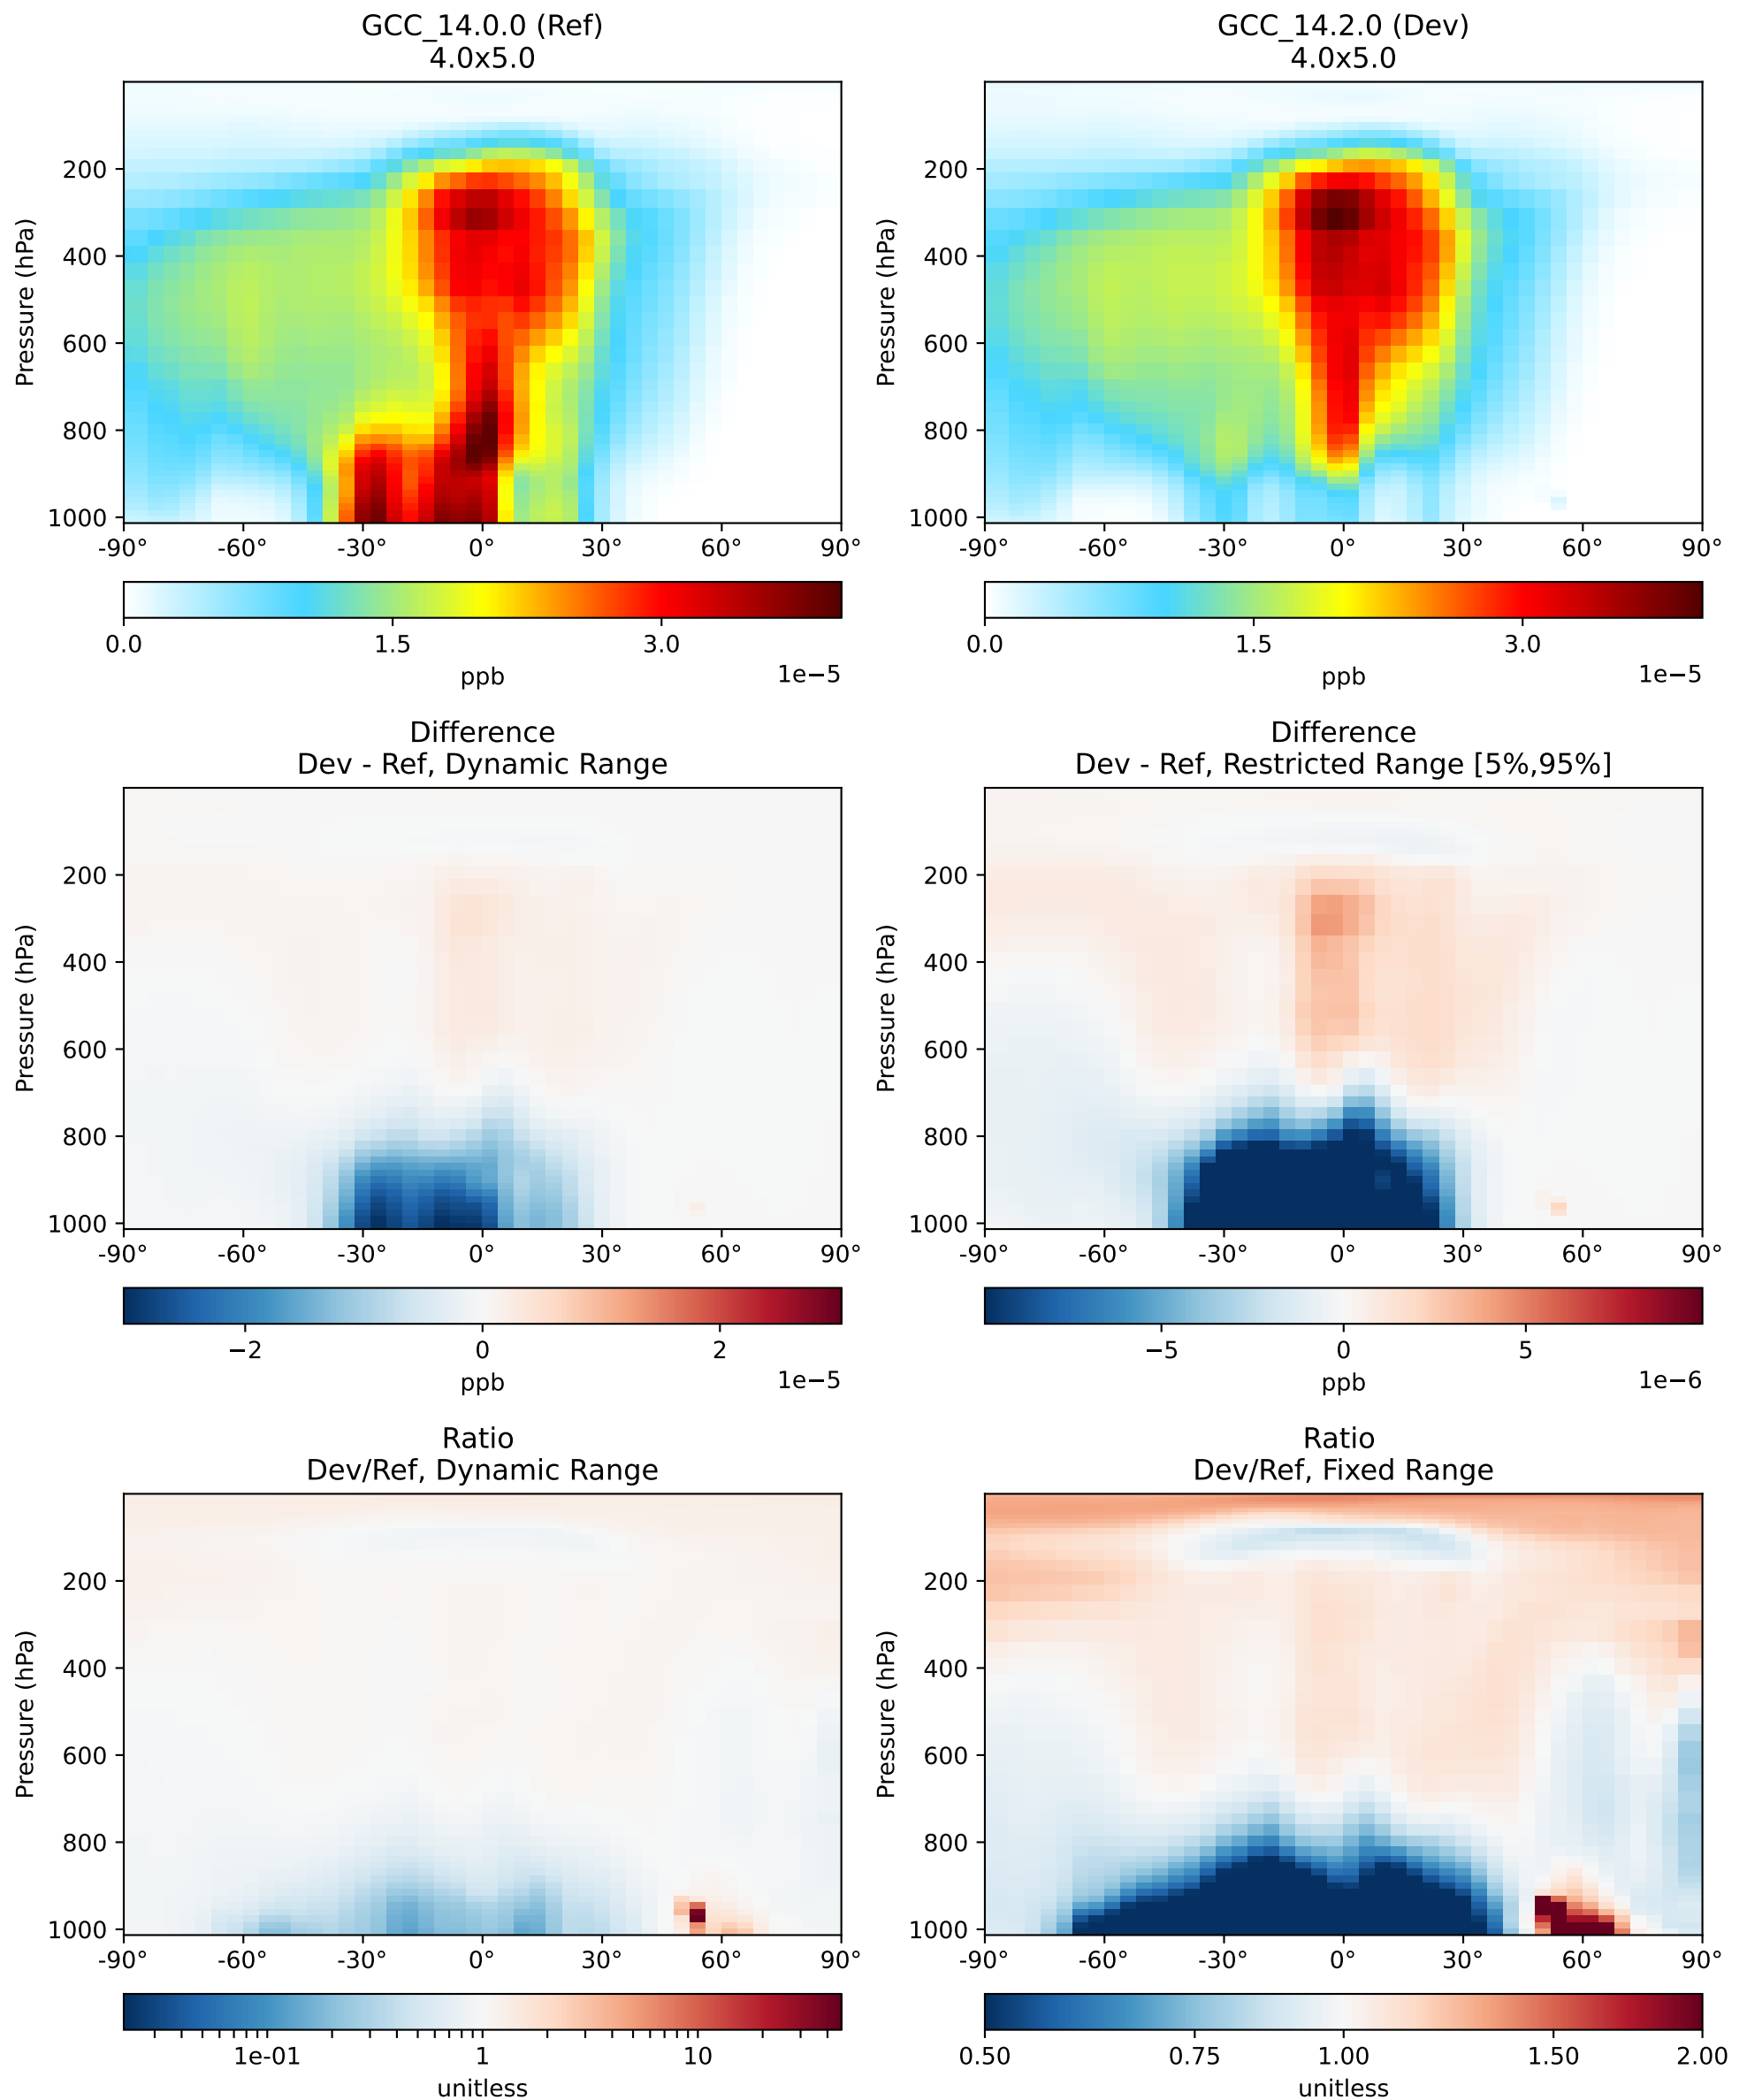 GCC_14.0.0 (Ref)
4.0x5.0
Pressure (hPa)
200
400
600
800
1000
-90° -60° -30° 0° 30° 60° 90°
0.0 1.5 3.0
ppb
1e−5
GCC_14.2.0 (Dev)
4.0x5.0
Pressure (hPa)
200
400
600
800
1000
-90° -60° -30° 0° 30° 60° 90°
0.0 1.5 3.0
ppb
1e−5
Difference
Dev - Ref, Dynamic Range
Pressure (hPa)
200
400
600
800
1000
-90° -60° -30° 0° 30° 60° 90°
−2 0 2
ppb
1e−5
Difference
Dev - Ref, Restricted Range [5%,95%]
Pressure (hPa)
200
400
600
800
1000
-90° -60° -30° 0° 30° 60° 90°
−5 0 5
ppb
1e−6
Ratio
Dev/Ref, Dynamic Range
Pressure (hPa)
200
400
600
800
1000
-90° -60° -30° 0° 30° 60° 90°
1e-01 1 10
unitless
Ratio
Dev/Ref, Fixed Range
Pressure (hPa)
200
400
600
800
1000
-90° -60° -30° 0° 30° 60° 90°
0.50 0.75 1.00 1.50 2.00
unitless